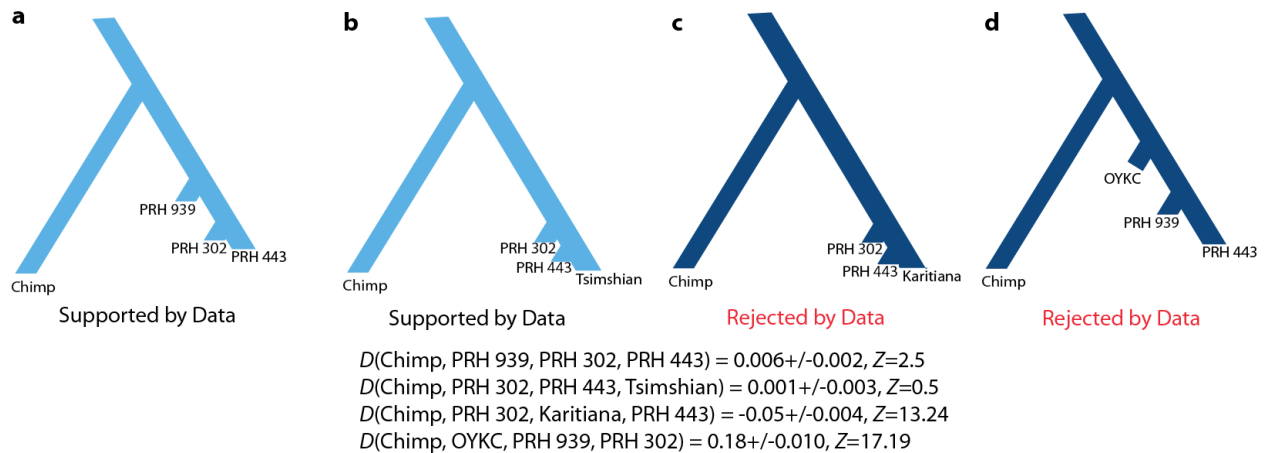 a
b
c
d
PRH 939
PRH 302
PRH 443
Chimp
Supported by Data
PRH 302
PRH 443
Tsimshian
Chimp
Supported by Data
PRH 302
PRH 443
Karitiana
Chimp
Rejected by Data
OYKC
PRH 939
PRH 443
Chimp
Rejected by Data
D(Chimp, PRH 939, PRH 302, PRH 443) = 0.006+/-0.002, Z=2.5
D(Chimp, PRH 302, PRH 443, Tsimshian) = 0.001+/-0.003, Z=0.5
D(Chimp, PRH 302, Karitiana, PRH 443) = -0.05+/-0.004, Z=13.24
D(Chimp, OYKC, PRH 939, PRH 302) = 0.18+/-0.010, Z=17.19